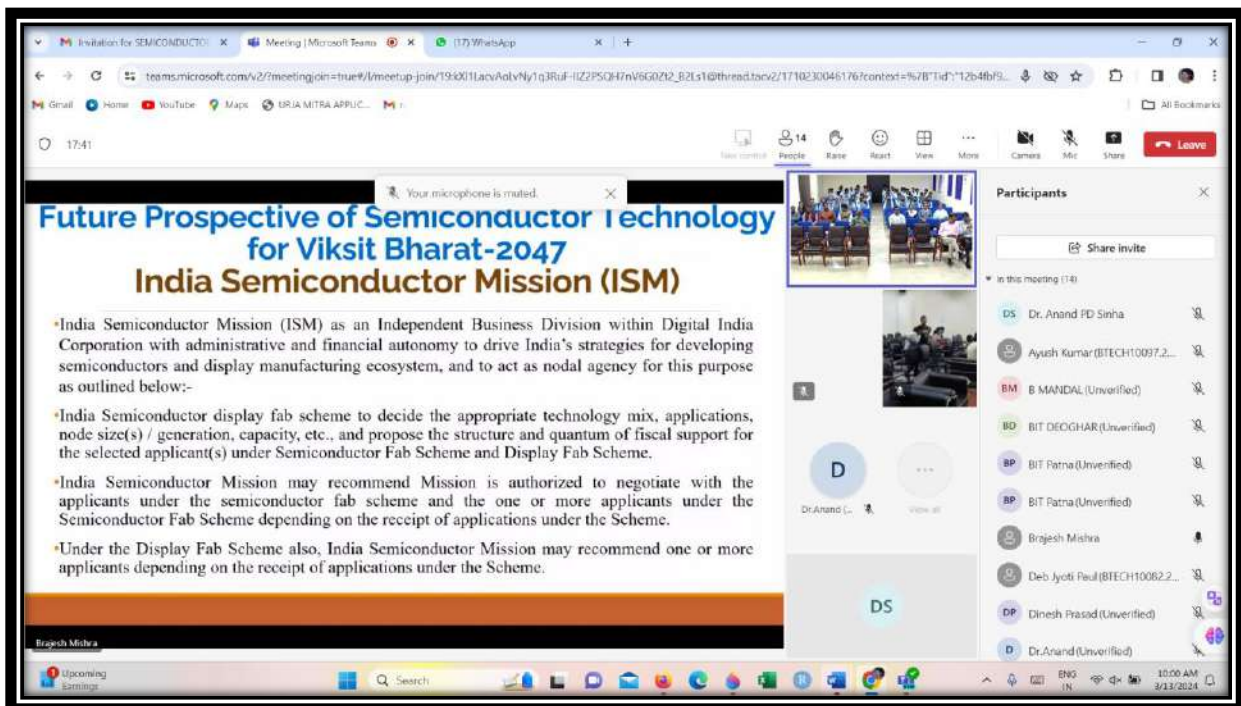 Invitation for SEMICONDUCTO
Meeting | Microsoft Teams
(17) WhatsApp
Gmail
Home
YouTube
Maps
URJA MITRA APPLIC...
All Bookmarks
17:41
14
People
Raise
React
View
More
Camera
Mic
Share
Leave
Your microphone is muted.
Future Prospective of Semiconductor Technology
for Viksit Bharat-2047
India Semiconductor Mission (ISM)
•India Semiconductor Mission (ISM) as an Independent Business Division within Digital India
Corporation with administrative and financial autonomy to drive India's strategies for developing
semiconductors and display manufacturing ecosystem, and to act as nodal agency for this purpose
as outlined below:-
•India Semiconductor display fab scheme to decide the appropriate technology mix, applications,
node size(s) / generation, capacity, etc., and propose the structure and quantum of fiscal support for
the selected applicant(s) under Semiconductor Fab Scheme and Display Fab Scheme.
•India Semiconductor Mission may recommend Mission is authorized to negotiate with the
applicants under the semiconductor fab scheme and the one or more applicants under the
Semiconductor Fab Scheme depending on the receipt of applications under the Scheme.
•Under the Display Fab Scheme also, India Semiconductor Mission may recommend one or more
applicants depending on the receipt of applications under the Scheme.
Brajesh Mishra
D
Dr.Anand (...
View all
DS
Participants
Share invite
In this meeting (14)
DS Dr. Anand PD Sinha
Ayush Kumar (BTECH10097.2...
BM B MANDAL (Unverified)
BD BIT DEOGHAR (Unverified)
BP BIT Patna (Unverified)
BP BIT Patna (Unverified)
Brajesh Mishra
Deb Jyoti Paul (BTECH10082.2...
DP Dinesh Prasad (Unverified)
D Dr.Anand (Unverified)
Upcoming
Earnings
Search
ENG
IN
10:00 AM
3/13/2024